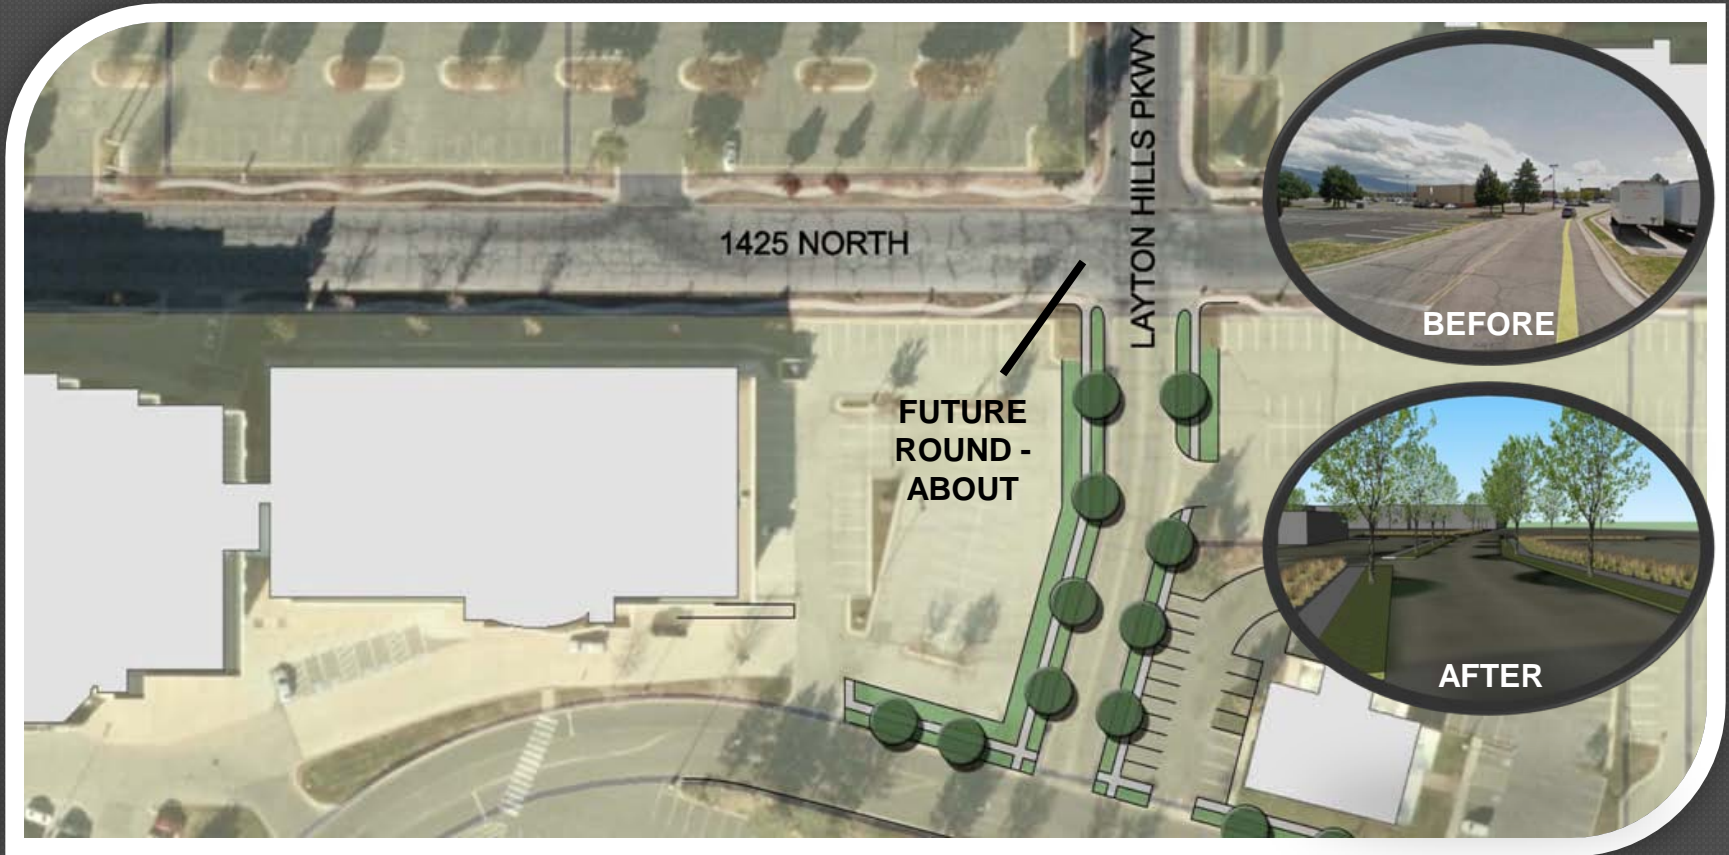 LAYTON HILLS PKWY
1425 NORTH
FUTURE
ROUND -
ABOUT
BEFORE
AFTER